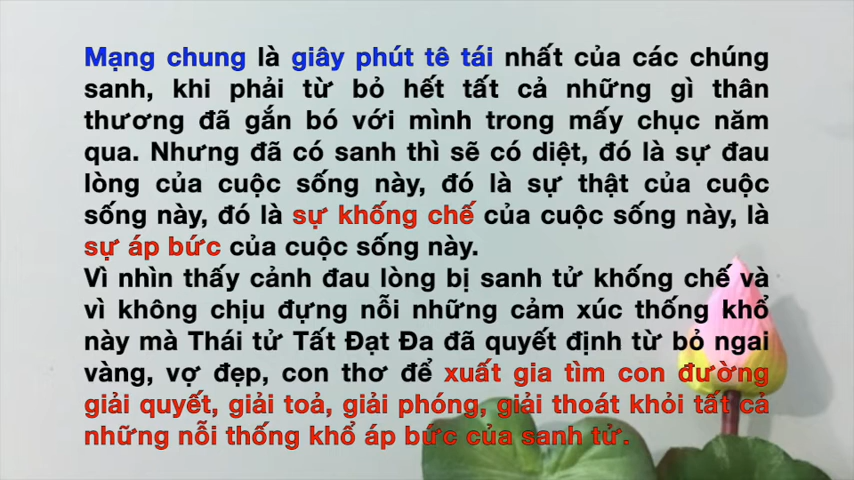 Mạng chung là giây phút tê tái nhất của các chúng
sanh, khi phải từ bỏ hết tất cả những gì thân
thương đã gắn bó với mình trong mấy chục năm
qua. Nhưng đã có sanh thì sẽ có diệt, đó là sự đau
lòng của cuộc sống này, đó là sự thật của cuộc
sống này, đó là sự khống chế của cuộc sống này, là
sự áp bức của cuộc sống này.
Vì nhìn thấy cảnh đau lòng bị sanh tử khống chế và
vì không chịu đựng nỗi những cảm xúc thống khổ
này mà Thái tử Tất Đạt Đa đã quyết định từ bỏ ngai
vàng, vợ đẹp, con thơ để xuất gia tìm con đường
giải quyết, giải toả, giải phóng, giải thoát khỏi tất cả
những nỗi thống khổ áp bức của sanh tử.